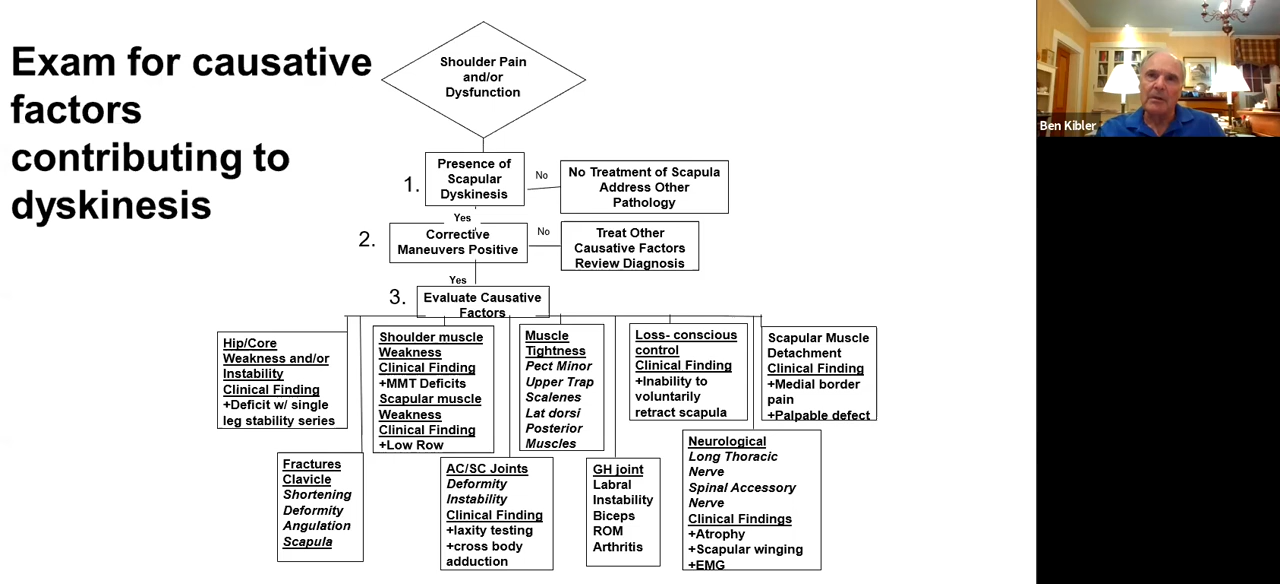 Exam for causative
factors
contributing to
dyskinesis
Shoulder Pain
and/or
Dysfunction
1.
Presence of
Scapular
Dyskinesis
No
No Treatment of Scapula
Address Other
Pathology
Yes
2.
Corrective
Maneuvers Positive
No
Treat Other
Causative Factors
Review Diagnosis
Yes
3.
Evaluate Causative
Factors
Hip/Core
Weakness and/or
Instability
Clinical Finding
+Deficit w/ single
leg stability series
Shoulder muscle
Weakness
Clinical Finding
+MMT Deficits
Scapular muscle
Weakness
Clinical Finding
+Low Row
Muscle
Tightness
Pect Minor
Upper Trap
Scalenes
Lat dorsi
Posterior
Muscles
Loss- conscious
control
Clinical Finding
+Inability to
voluntarily
retract scapula
Scapular Muscle
Detachment
Clinical Finding
+Medial border
pain
+Palpable defect
Fractures
Clavicle
Shortening
Deformity
Angulation
Scapula
AC/SC Joints
Deformity
Instability
Clinical Finding
+laxity testing
+cross body
adduction
GH joint
Labral
Instability
Biceps
ROM
Arthritis
Neurological
Long Thoracic
Nerve
Spinal Accessory
Nerve
Clinical Findings
+Atrophy
+Scapular winging
+EMG
Ben Kibler